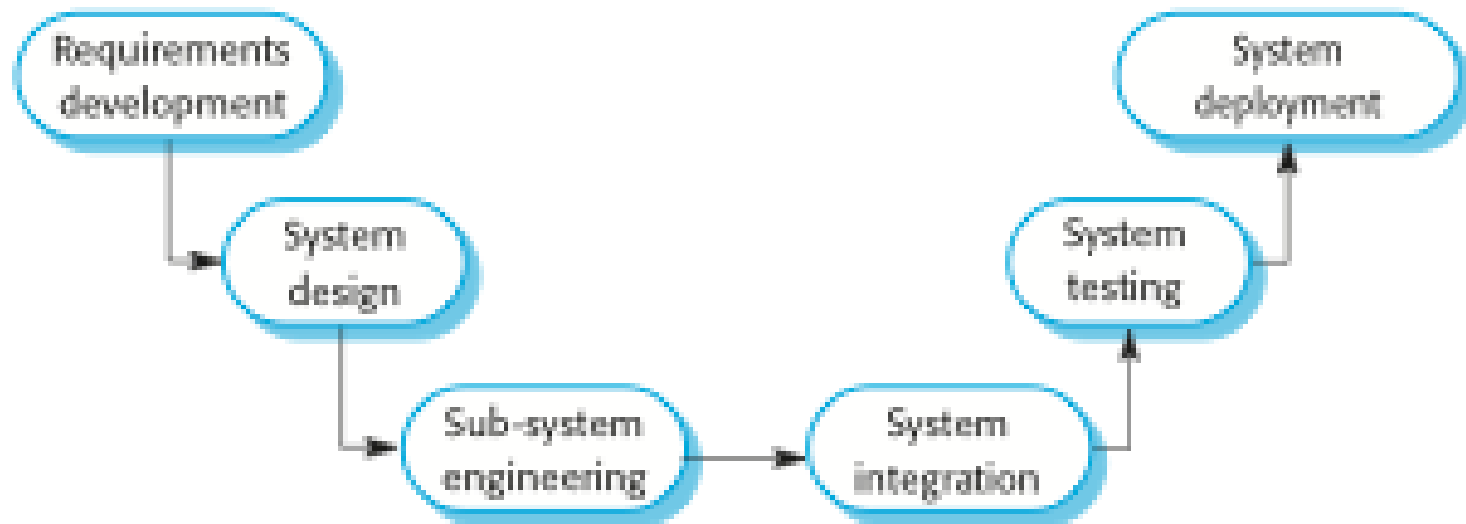 Requirements
development
System
design
Sub-system
engineering
System
integration
System
testing
System
deployment